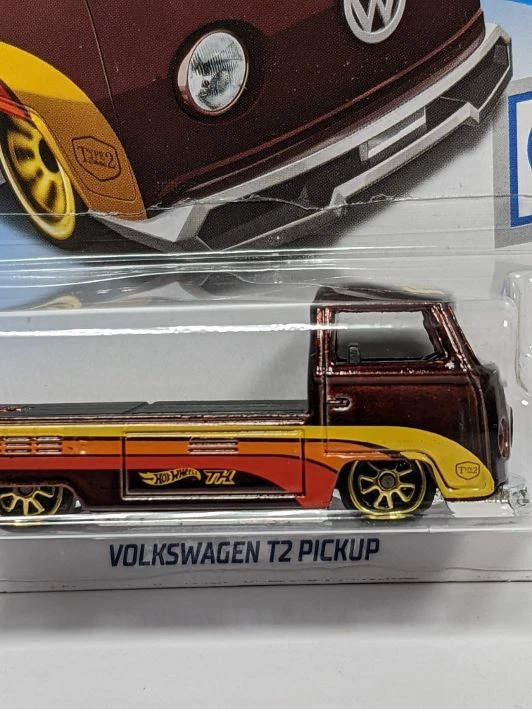 TYPE 2
HOT WHEELS TH
TYPE 2
VOLKSWAGEN T2 PICKUP